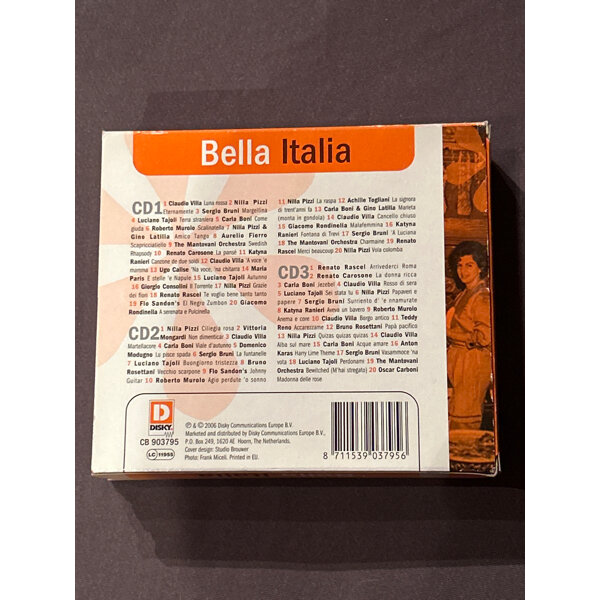 Bella Italia
CD1 1 Claudio Villa Luna rossa 2 Nilla Pizzi
Eternamente 3 Sergio Bruni Margellina
4 Luciano Tajoli Terra straniera 5 Carla Boni Come
giuda 6 Roberto Murolo Scalinatella 7 Nilla Pizzi &
Gino Latilla Amico Tango 8 Aurelio Fierro
Scapricciatiello 9 The Mantovani Orchestra Swedish
Rhapsody 10 Renato Carosone La pansé 11 Katyna
Ranieri Canzone de due soldi 12 Claudio Villa 'A voce 'e
mamma 13 Ugo Calise 'Na voce, 'na chitarra 14 Maria
Paris E stelle 'e Napule 15 Luciano Tajoli Autunno
16 Giorgio Consolini Il Torrente 17 Nilla Pizzi Grazie
dei fiori 18 Renato Rascel Te voglio bene tanto tanto
19 Flo Sandon's El Negro Zumbon 20 Giacomo
Rondinella A serenata e Pulicenella
CD2 1 Nilla Pizzi Ciliegia rosa 2 Vittoria
Mongardi Non dimenticar 3 Claudio Villa
Martellacore 4 Carla Boni Viale d'autunno 5 Domenico
Modugno La pisca spada 6 Sergio Bruni La funtanelle
7 Luciano Tajoli Buongiorno tristezza 8 Bruno
Rosettani Vecchio scarpone 9 Flo Sandon's Johnny
Guitar 10 Roberto Murolo Agio perdute 'o senno
11 Nilla Pizzi La raspa 12 Achille Togliani La signora
di trent'anni fa 13 Carla Boni & Gino Latilla Marieta
(monta in gondola) 14 Claudio Villa Cancello chiuso
15 Giacomo Rondinella Malafemmina 16 Katyna
Ranieri Fontana di Trevi 17 Sergio Bruni 'A Luciana
18 The Mantovani Orchestra Charmaine 19 Renato
Rascel Merci beaucoup 20 Nilla Pizzi Vola colomba
CD3 1 Renato Rascel Arrivederci Roma
2 Renato Carosone La donna riccia
3 Carla Boni Jezebel 4 Claudio Villa Rosso di sera
5 Luciano Tajoli Sei stata tu 6 Nilla Pizzi Papaveri e
papere 7 Sergio Bruni Surriento d' 'e nnamurate
8 Katyna Ranieri Avevo un bavero 9 Roberto Murolo
Anema e core 10 Claudio Villa Borgo antico 11 Teddy
Reno Accarezzame 12 Bruno Rosettani Papà pacifico
13 Nilla Pizzi Quizas quizas quizas 14 Claudio Villa
Alba sul mare 15 Carla Boni Acque amare 16 Anton
Karas Harry Lime Theme 17 Sergio Bruni Vasammoce 'na
vota 18 Luciano Tajoli Perdonami 19 The Mantovani
Orchestra Bewitched (M'hai stregato) 20 Oscar Carboni
Madonna delle rose
D
DISKY
CB 903795
LC 11955
℗ & © 2006 Disky Communications Europe B.V.
Marketed and distributed by Disky Communications Europe B.V.,
P.O. Box 249, 1620 AE Hoorn, The Netherlands.
Cover design: Studio Brouwer
Photo: Frank Miceli. Printed in EU.
8 711539 037956